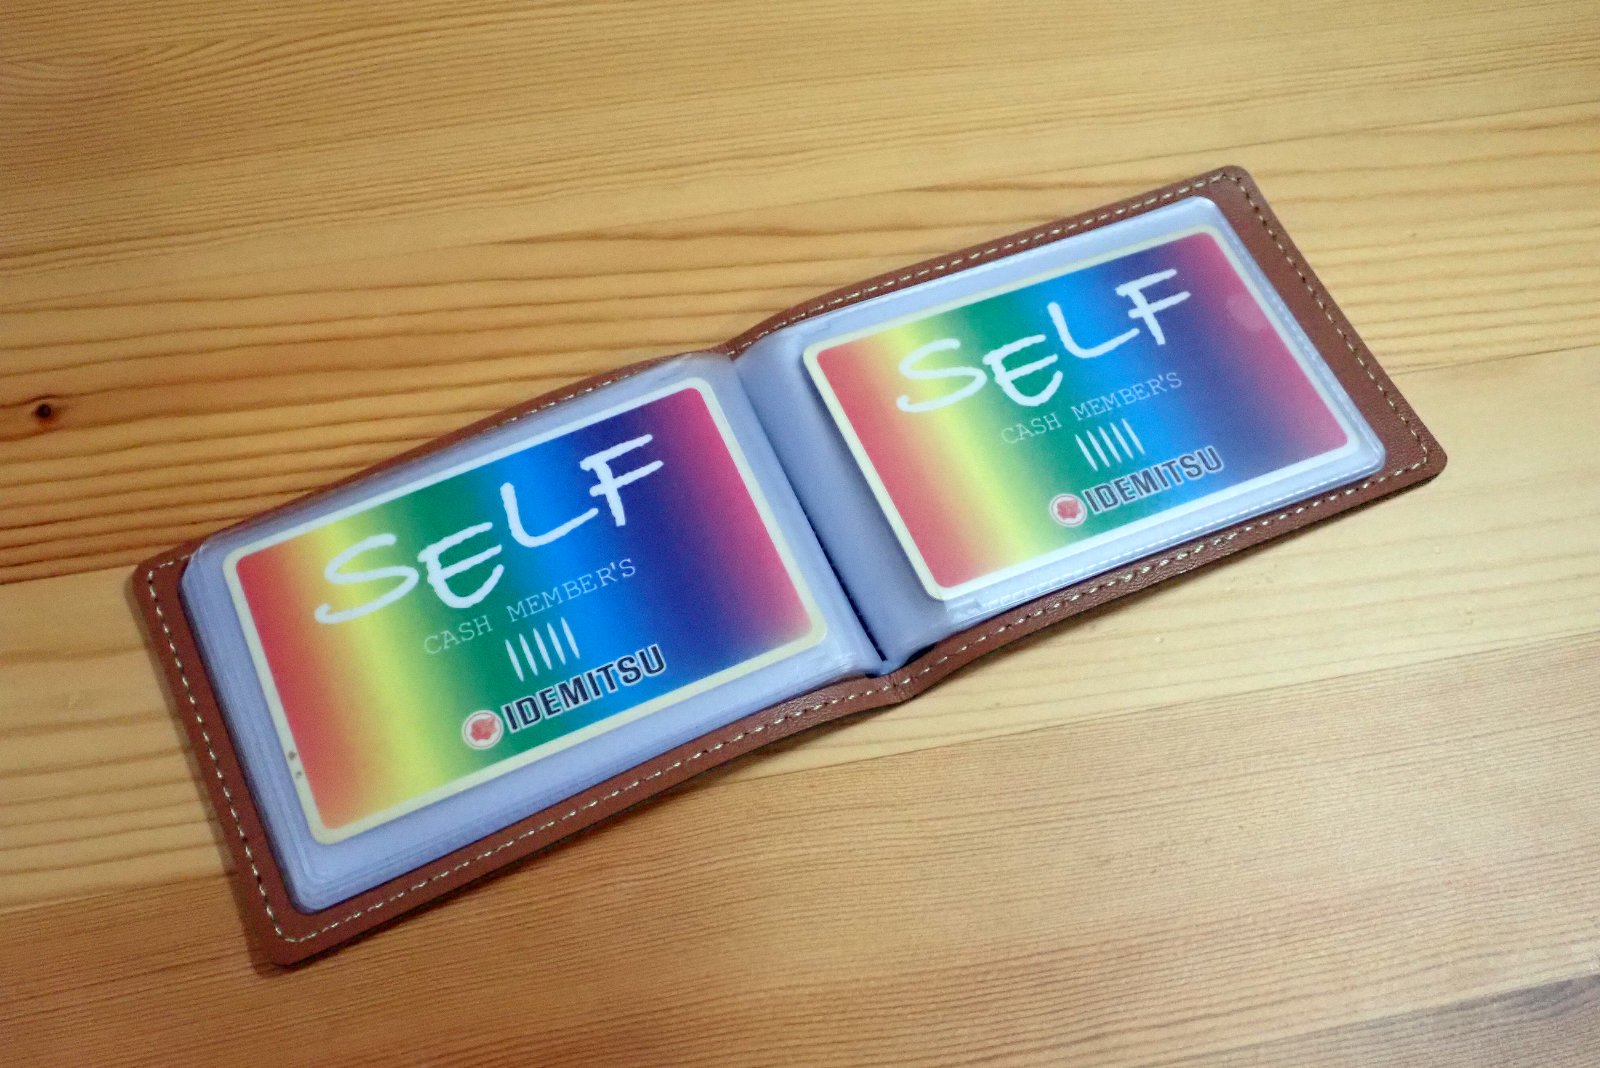 SELF
CASH MEMBER'S
IDEMITSU
SELF
CASH MEMBER'S
IDEMITSU